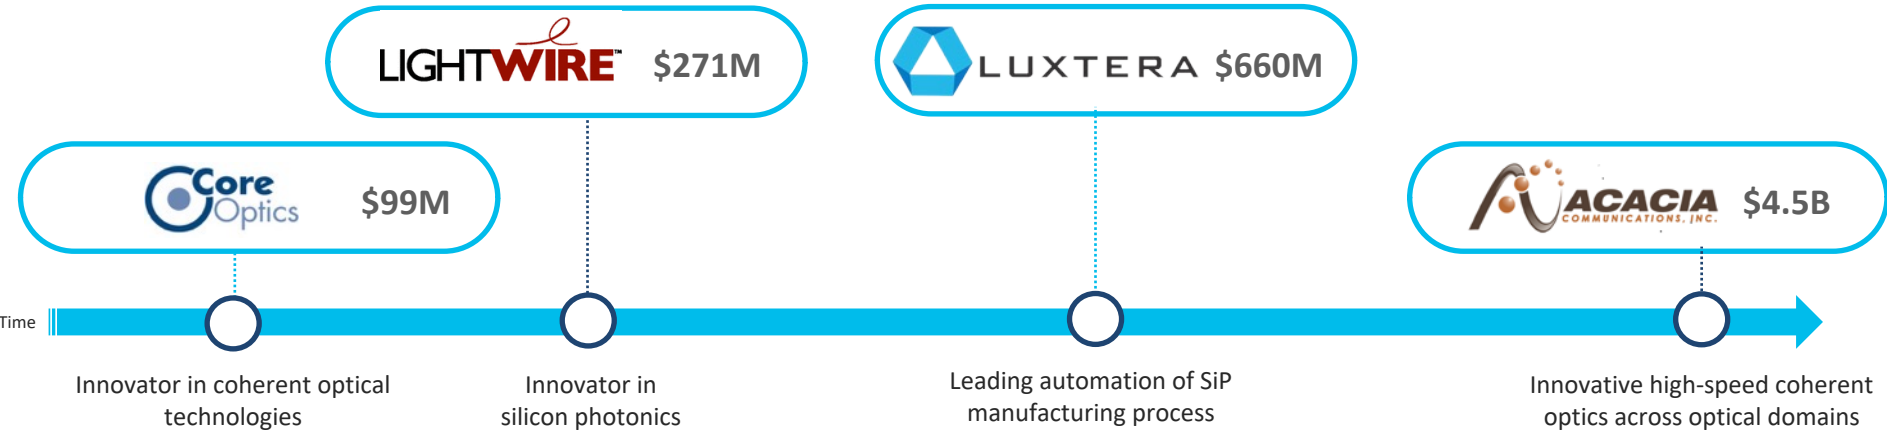 LIGHTWIRE™ $271M
LUXTERA $660M
Core
Optics
$99M
ACACIA
COMMUNICATIONS, INC.
$4.5B
Time
Innovator in coherent optical
technologies
Innovator in
silicon photonics
Leading automation of SiP
manufacturing process
Innovative high-speed coherent
optics across optical domains